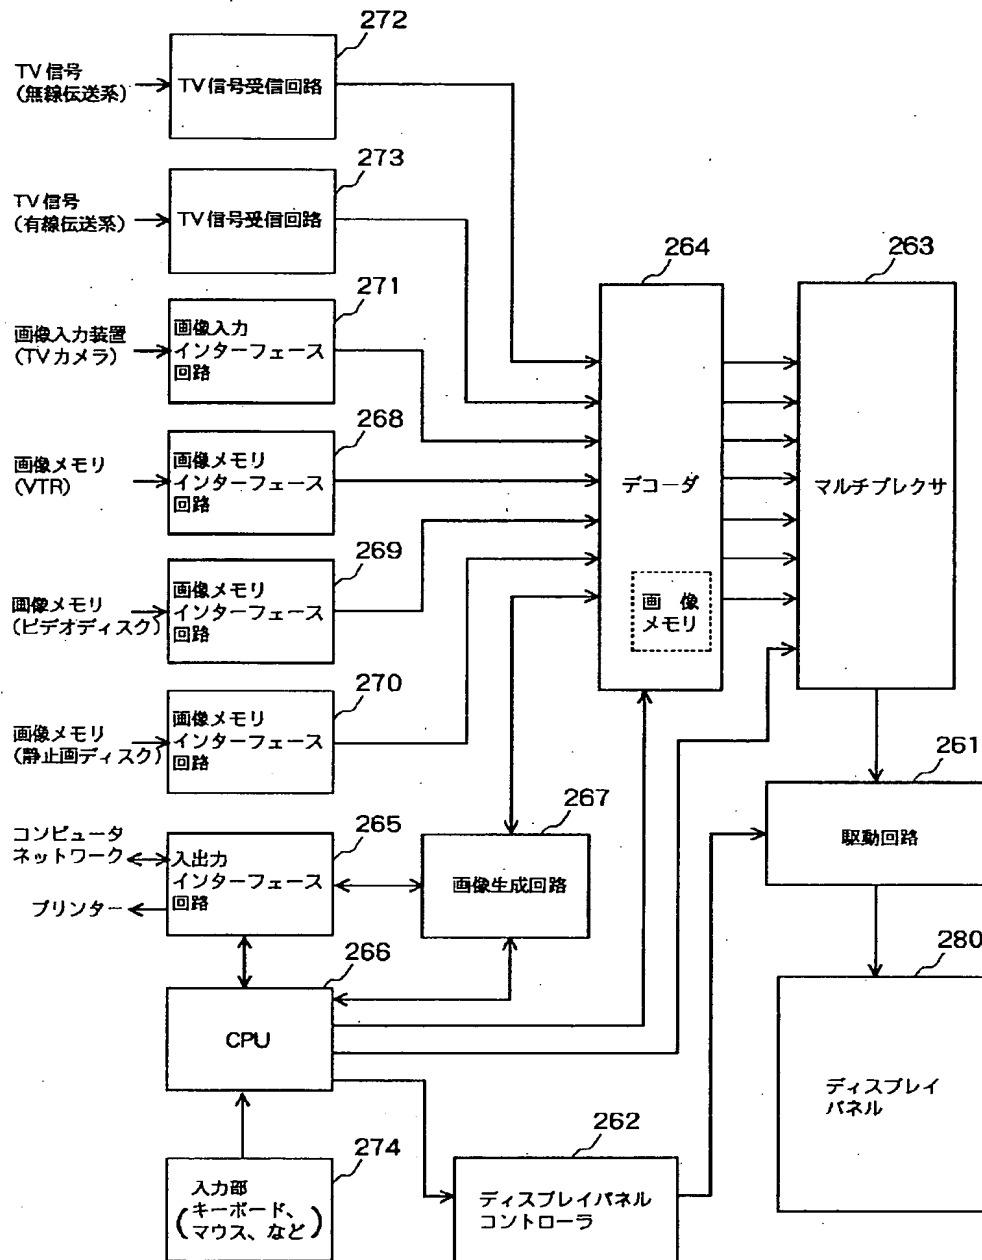 272
TV信号
(無線伝送系)
TV信号受信回路
273
TV信号
(有線伝送系)
TV信号受信回路
264
263
271
画像入力装置
(TVカメラ)
画像入力
インターフェース
回路
268
画像メモリ
(VTR)
画像メモリ
インターフェース
回路
デコーダ
マルチプレクサ
269
画像メモリ
(ビデオディスク)
画像メモリ
インターフェース
回路
画像
メモリ
270
画像メモリ
(静止画ディスク)
画像メモリ
インターフェース
回路
261
駆動回路
267
画像生成回路
265
コンピュータ
ネットワーク
プリンター
入出力
インターフェース
回路
280
266
CPU
ディスプレイ
パネル
262
274
入力部
(キーボード、
マウス、など)
ディスプレイパネル
コントローラ